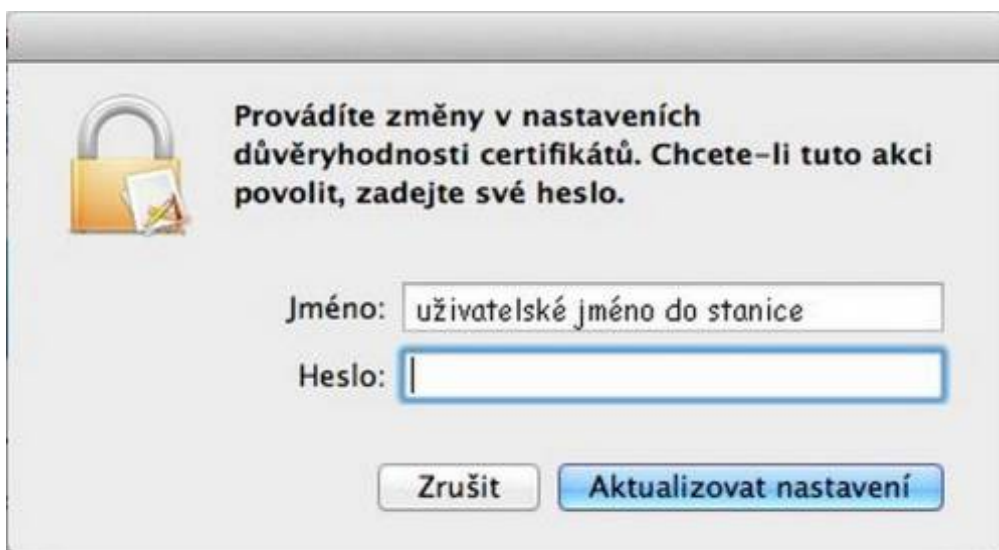 Provádíte změny v nastaveních
důvěryhodnosti certifikátů. Chcete-li tuto akci
povolit, zadejte své heslo.
Jméno: uživatelské jméno do stanice
Heslo:
Zrušit Aktualizovat nastavení